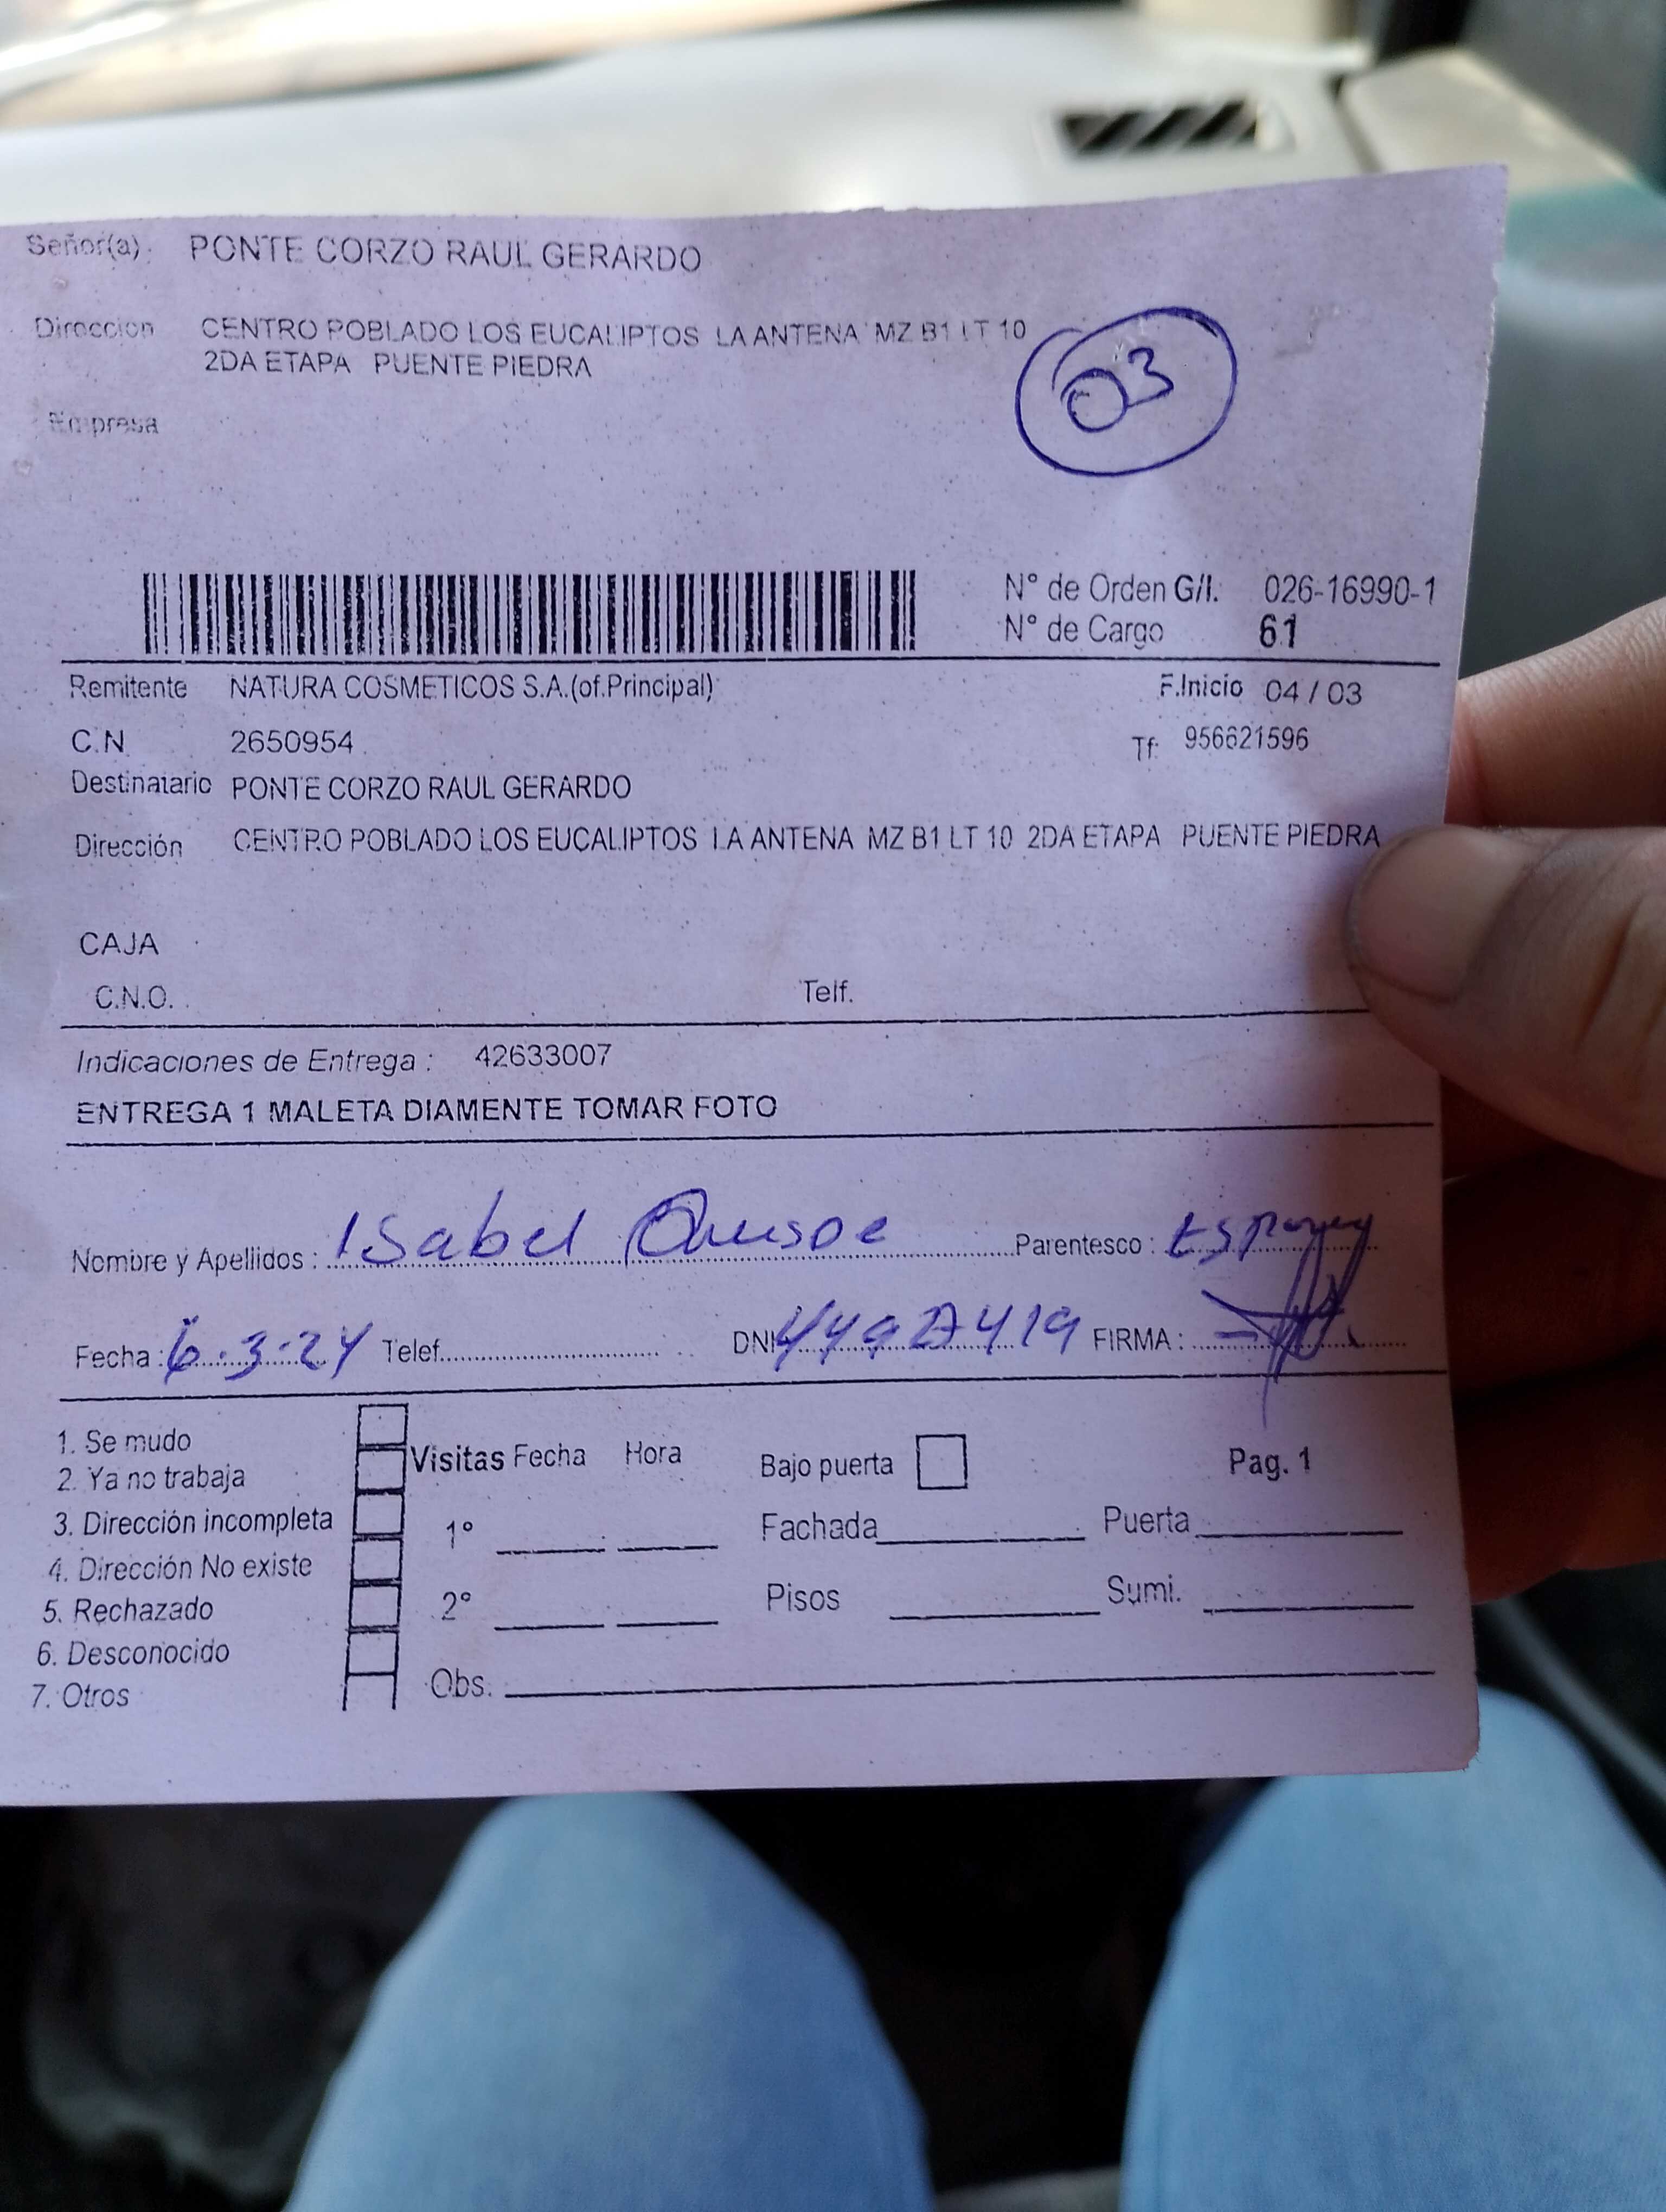 Señor(a): PONTE CORZO RAUL GERARDO
Direccion CENTRO POBLADO LOS EUCALIPTOS LA ANTENA MZ B1 LT 10
2DA ETAPA PUENTE PIEDRA
03
Empresa
N° de Orden G/I. 026-16990-1
N° de Cargo 61
Remitente NATURA COSMETICOS S.A.(of.Principal) F.Inicio 04 / 03
C.N 2650954 Tf: 956621596
Destinatario PONTE CORZO RAUL GERARDO
Dirección CENTRO POBLADO LOS EUCALIPTOS LA ANTENA MZ B1 LT 10 2DA ETAPA PUENTE PIEDRA
CAJA
C.N.O. Telf.
Indicaciones de Entrega : 42633007
ENTREGA 1 MALETA DIAMENTE TOMAR FOTO
Nombre y Apellidos : Isabel Parentesco :
Fecha : 6.3.24 Telef. DNI FIRMA :
1. Se mudo
2. Ya no trabaja
3. Dirección incompleta
4. Dirección No existe
5. Rechazado
6. Desconocido
7. Otros
Visitas Fecha Hora
1°
2°
Obs.
Bajo puerta Pag. 1
Fachada Puerta
Pisos Sumi.